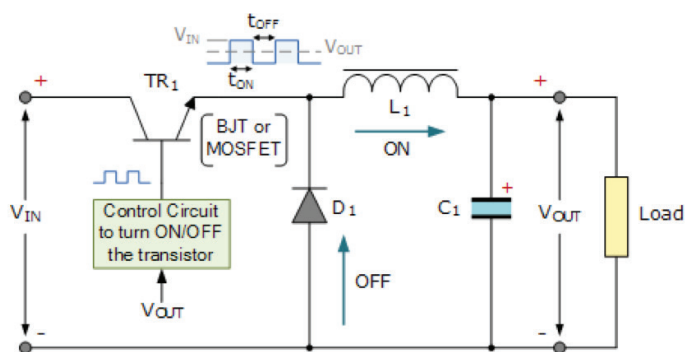 tOFF
VIN
VOUT
tON
+
TR1
+
BJT or
MOSFET
L1
ON
Control Circuit
to turn ON/OFF
the transistor
VIN
D1
C1
+
VOUT
Load
OFF
VOUT
-
-